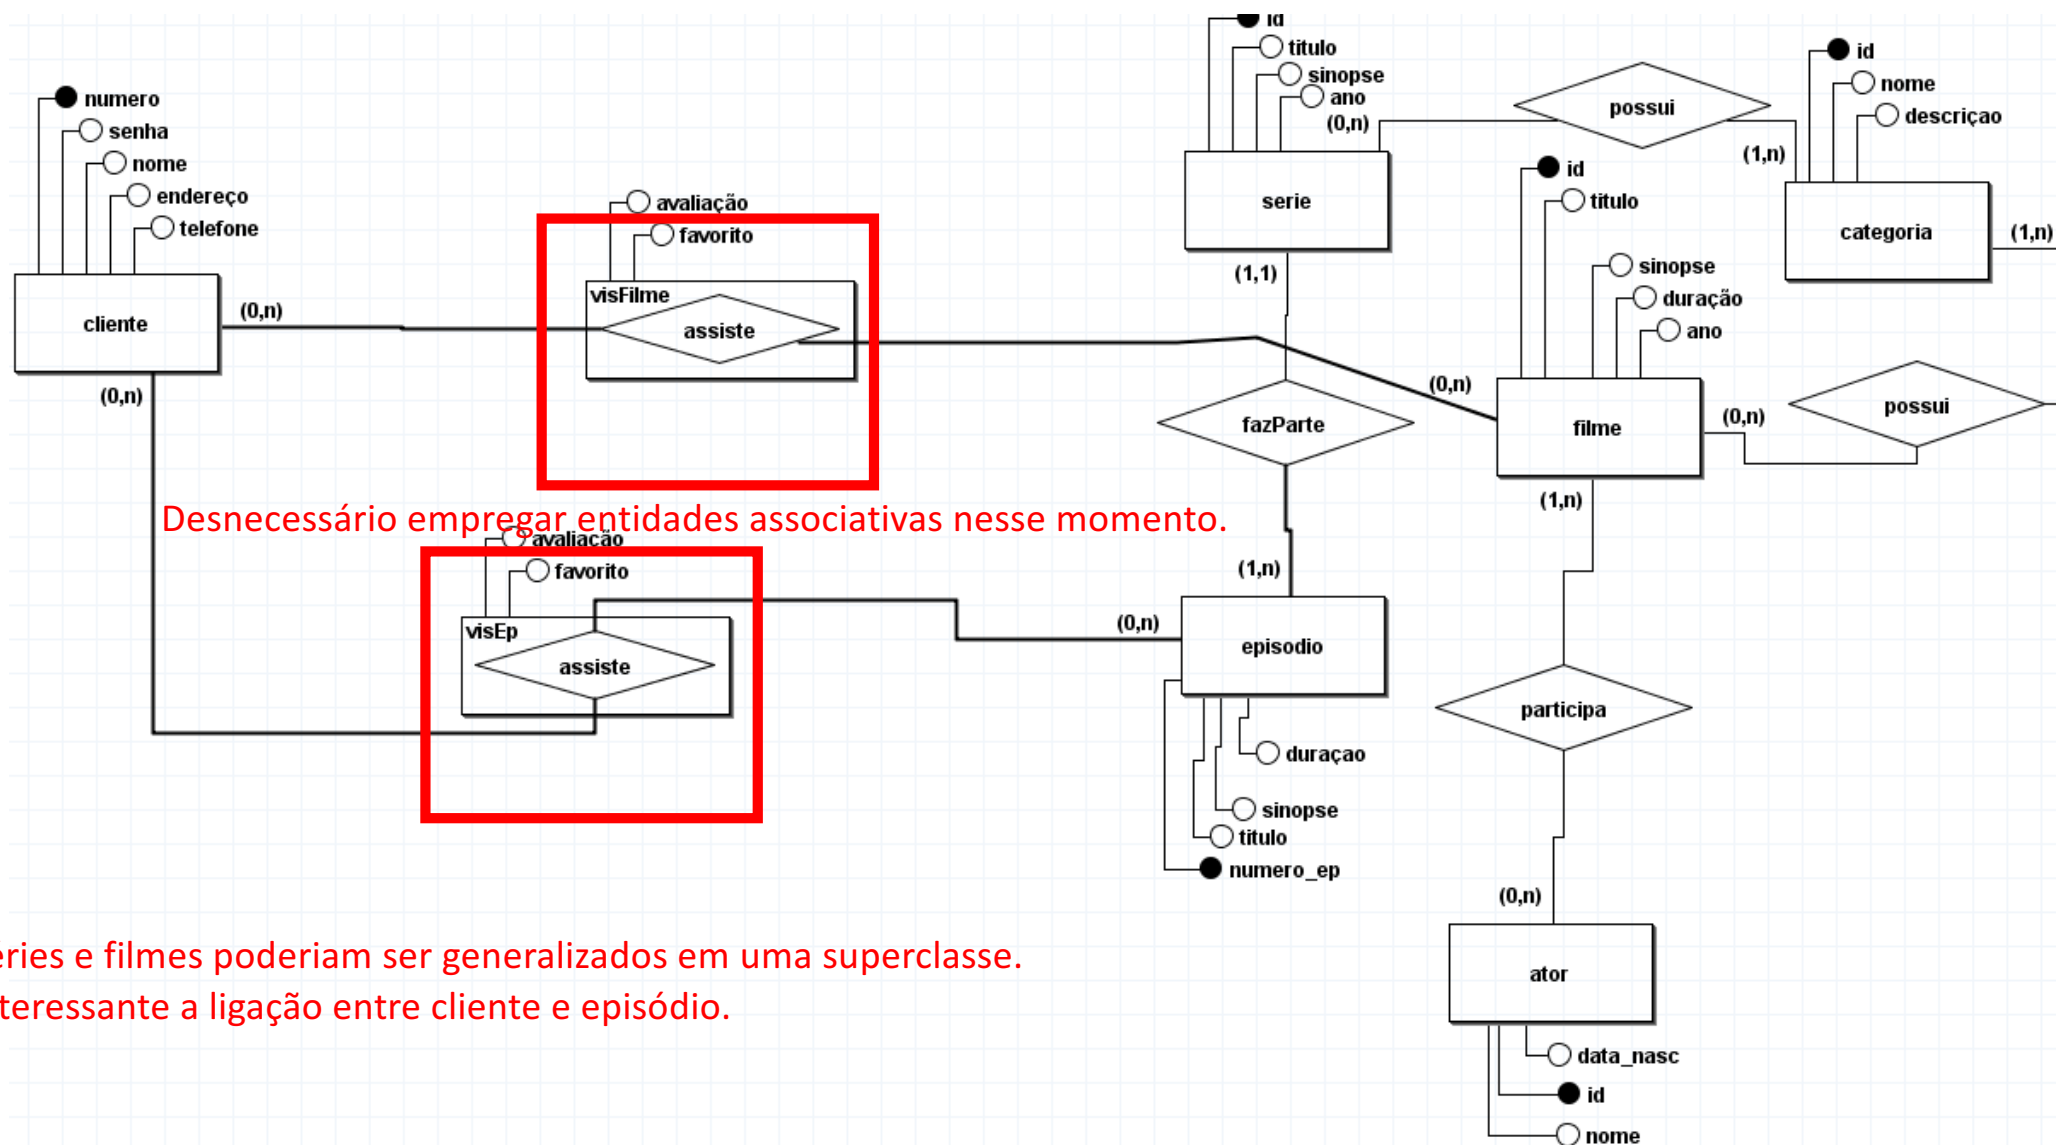 id
titulo
sinopse
ano
(0,n)
possui
(1,n)
id
nome
descriçao
categoria
(1,n)
numero
senha
nome
endereço
telefone
cliente
(0,n)
(0,n)
avaliação
favorito
visFilme
assiste
serie
(1,1)
id
titulo
sinopse
duração
ano
(0,n)
filme
(0,n)
possui
(1,n)
fazParte
(1,n)
Desnecessário empregar entidades associativas nesse momento.
avaliação
favorito
visEp
assiste
(0,n)
episodio
duraçao
sinopse
titulo
numero_ep
participa
(0,n)
ator
data_nasc
id
nome
eries e filmes poderiam ser generalizados em uma superclasse.
teressante a ligação entre cliente e episódio.